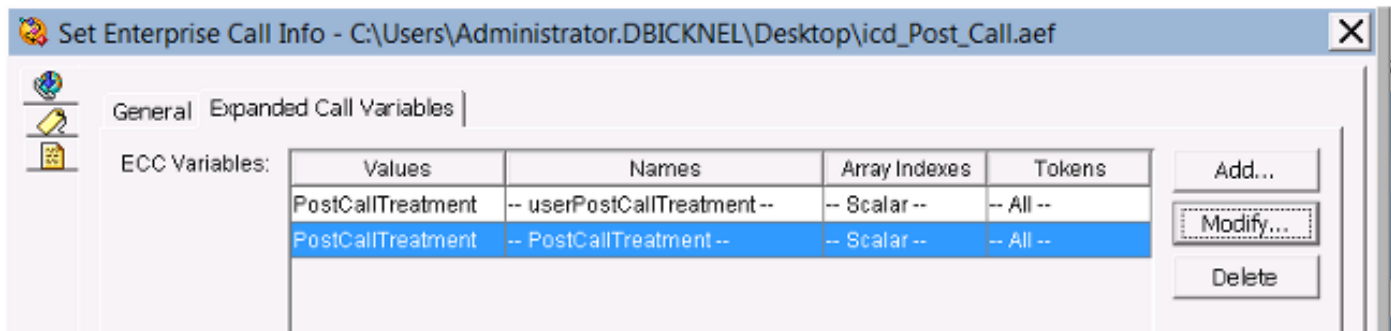 Set Enterprise Call Info - C:\Users\Administrator.DBICKNEL\Desktop\icd_Post_Call.aef
General Expanded Call Variables
ECC Variables: Values Names Array Indexes Tokens Add...
PostCallTreatment -- userPostCallTreatment -- -- Scalar -- -- All --
Modify...
PostCallTreatment -- PostCallTreatment -- -- Scalar -- -- All --
Delete